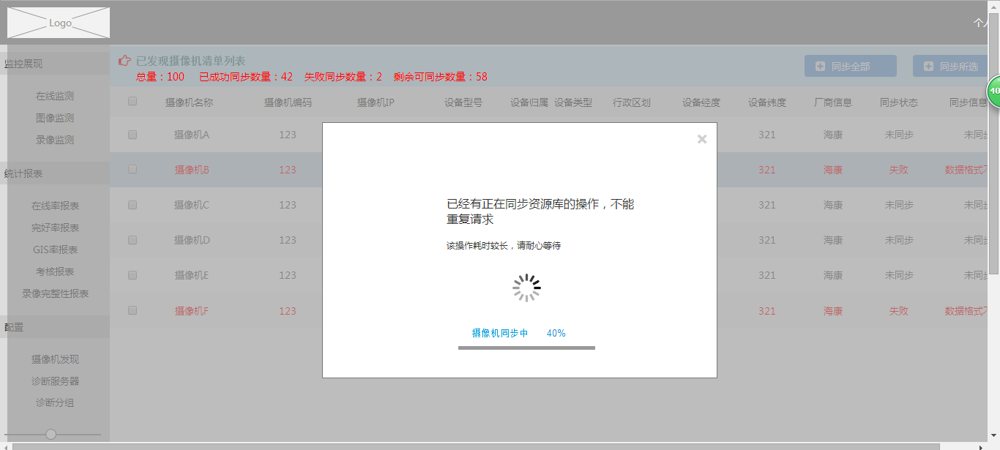 Logo
个人
监控展现
在线监测
图像监测
录像监测
统计报表
在线率报表
完好率报表
GIS率报表
考核报表
录像完整性报表
配置
摄像机发现
诊断服务器
诊断分组
已发现摄像机清单列表
总量：100 已成功同步数量：42 失败同步数量：2 剩余可同步数量：58
同步全部 同步所选
40
摄像机名称 摄像机编码 摄像机IP 设备型号 设备归属 设备类型 行政区划 设备经度 设备纬度 厂商信息 同步状态 同步信息
摄像机A 123 321 海康 未同步 未同步
摄像机B 123 321 海康 失败 数据格式不
摄像机C 123 321 海康 未同步 未同步
摄像机D 123 321 海康 未同步 未同步
摄像机E 123 321 海康 未同步 未同步
摄像机F 123 321 海康 失败 数据格式不
已经有正在同步资源库的操作，不能
重复请求
该操作耗时较长，请耐心等待
摄像机同步中 40%